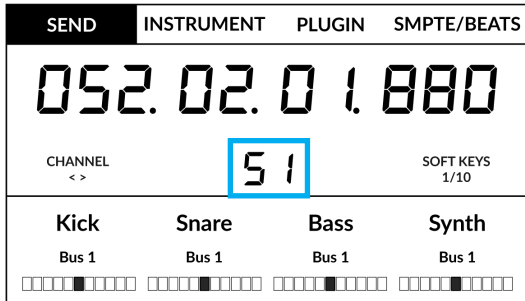 SEND INSTRUMENT PLUGIN SMPTE/BEATS
052. 02. 01. 880
CHANNEL
< >
S1
SOFT KEYS
1/10
Kick Snare Bass Synth
Bus 1 Bus 1 Bus 1 Bus 1